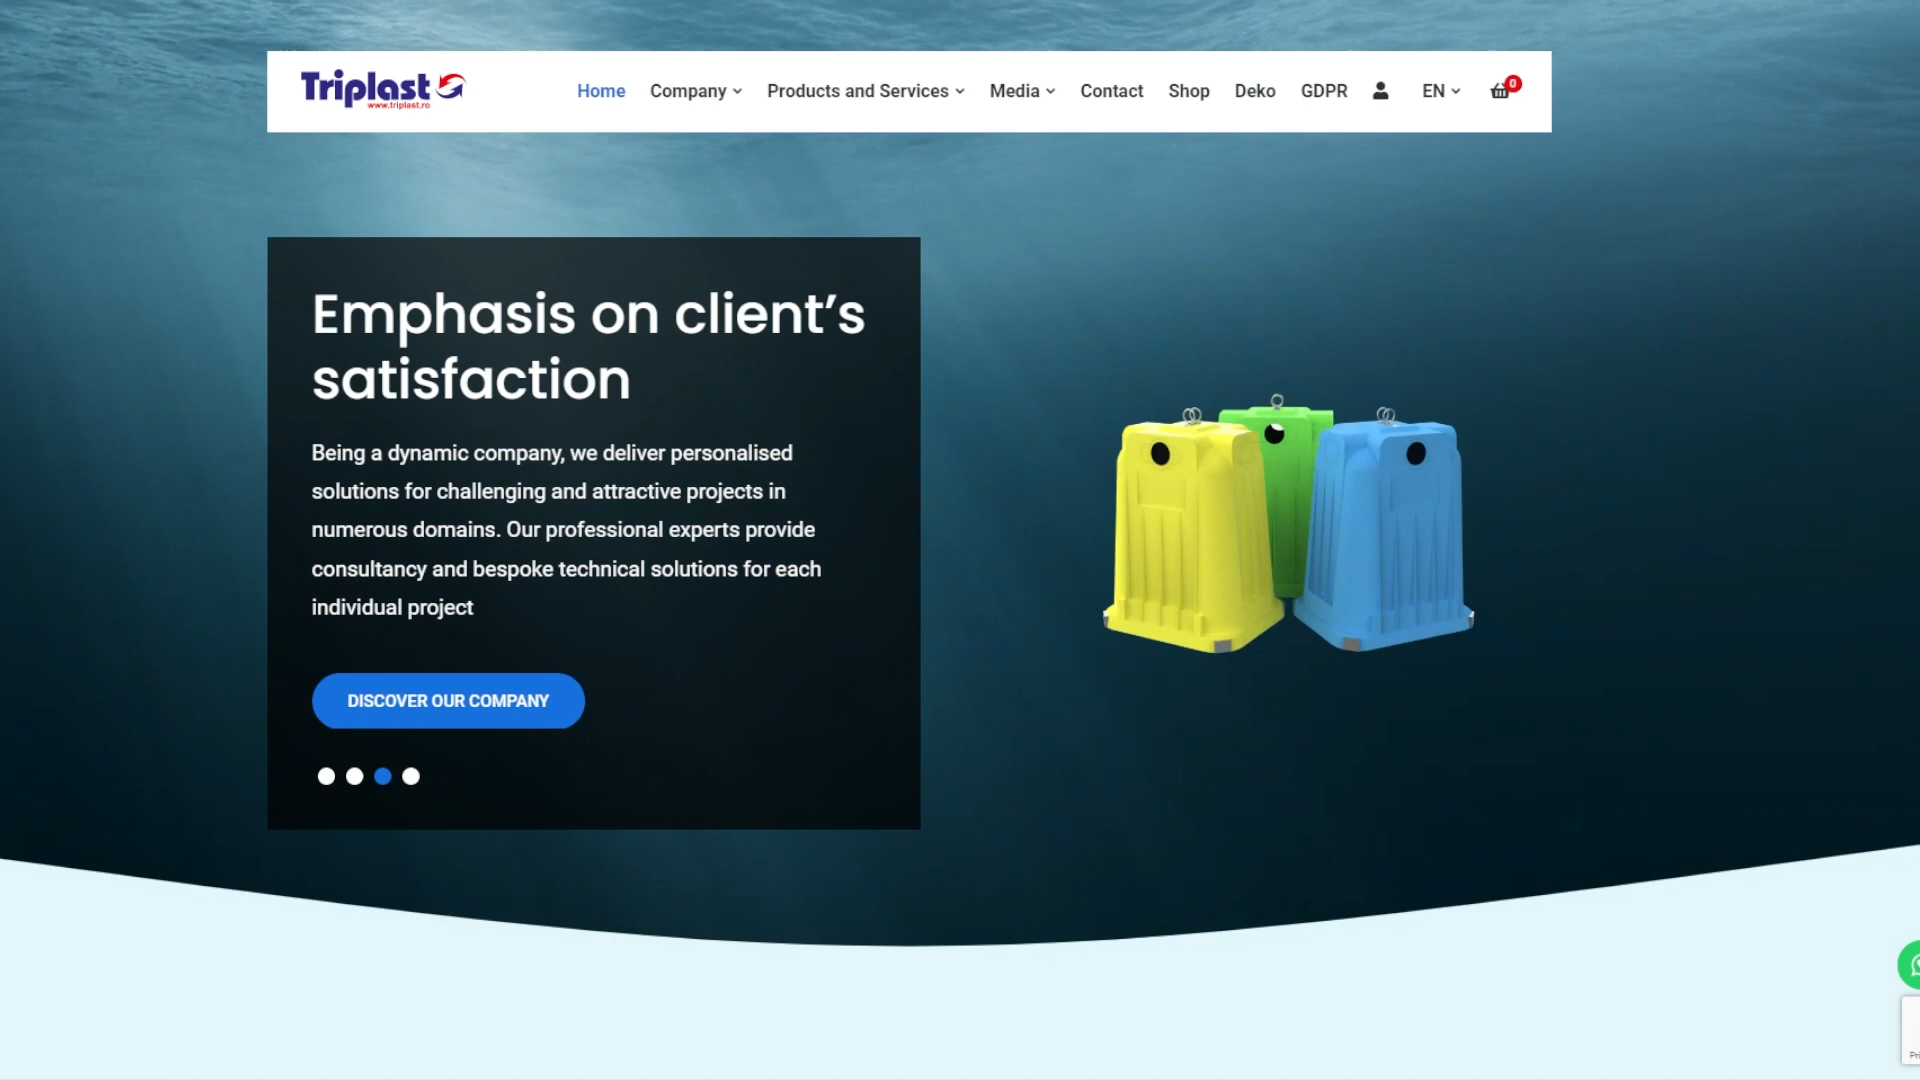 Triplast
www.triplast.ro
Home Company Products and Services Media Contact Shop Deko GDPR EN 0
Emphasis on client’s
satisfaction
Being a dynamic company, we deliver personalised
solutions for challenging and attractive projects in
numerous domains. Our professional experts provide
consultancy and bespoke technical solutions for each
individual project
DISCOVER OUR COMPANY